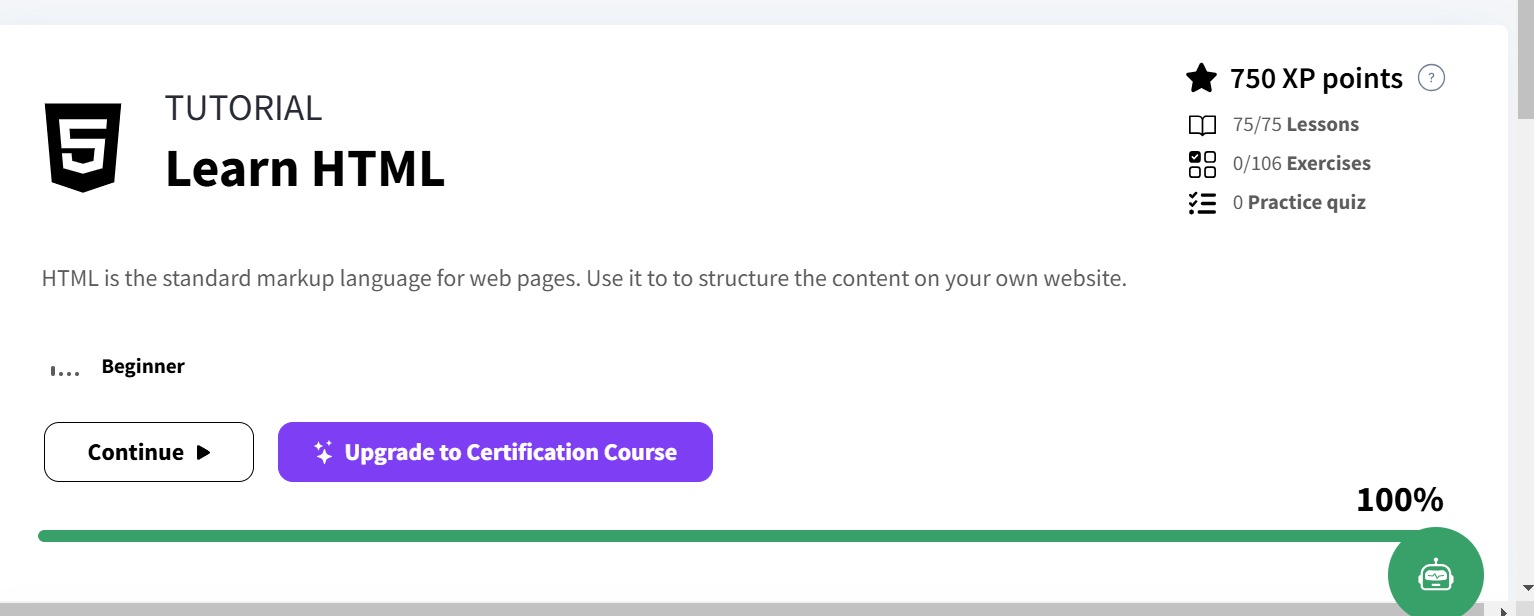 TUTORIAL
Learn HTML
750 XP points ?
75/75 Lessons
0/106 Exercises
0 Practice quiz
HTML is the standard markup language for web pages. Use it to to structure the content on your own website.
Beginner
Continue
Upgrade to Certification Course
100%